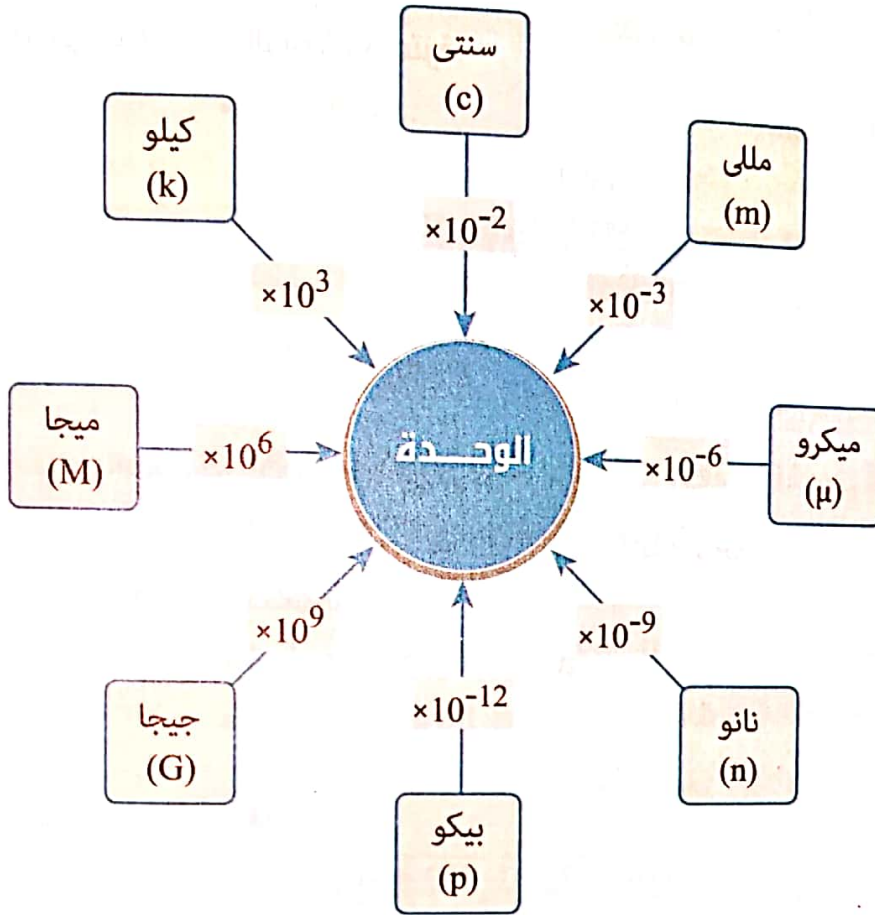 سنتى
(c)
×10⁻²
مللى
(m)
×10⁻³
ميكرو
(μ)
×10⁻⁶
نانو
(n)
×10⁻⁹
بيكو
(p)
×10⁻¹²
جيجا
(G)
×10⁹
ميجا
(M)
×10⁶
كيلو
(k)
×10³
الوحدة